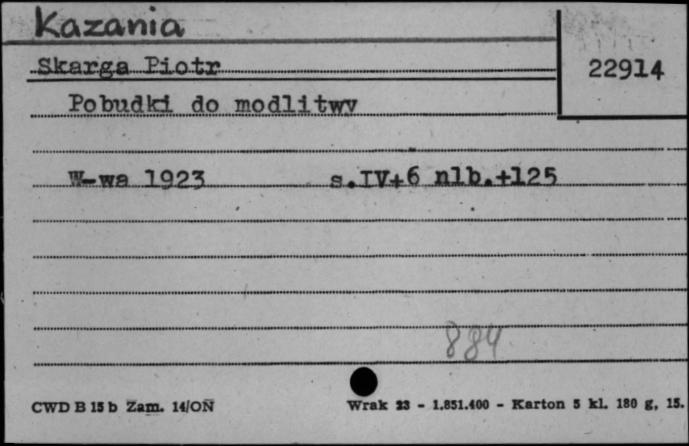 Kazania
Skarga Piotr
22914
Pobudki do modlitwy
W-wa 1923 s.IV+6 nlb.+125
884
CWD B 15 b Zam. 14/ON Wrak 23 - 1.851.400 - Karton 5 kl. 180 g, 15.